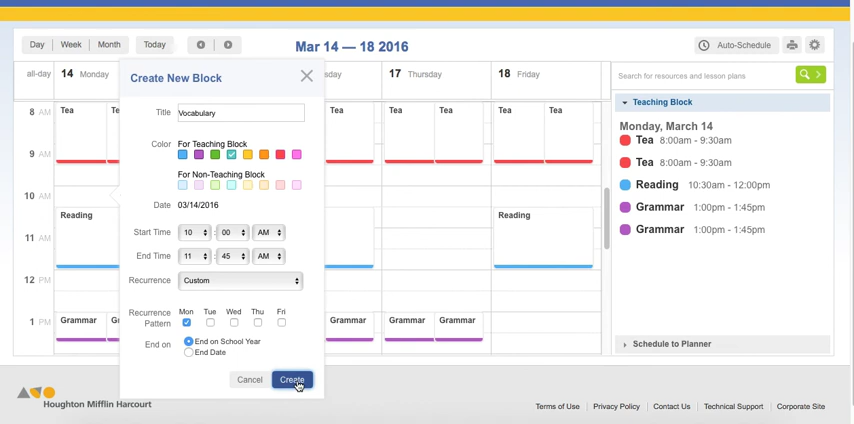 Day Week Month Today
Mar 14 — 18 2016
Auto-Schedule
all-day 14 Monday
sday 17 Thursday 18 Friday
Search for resources and lesson plans
8 AM
9 AM
10 AM
11 AM
12 PM
1 PM
Tea
Reading
Grammar
Create New Block
Title Vocabulary
Color For Teaching Block
For Non-Teaching Block
Date 03/14/2016
Start Time 10 : 00 AM
End Time 11 : 45 AM
Recurrence Custom
Recurrence Pattern
Mon Tue Wed Thu Fri
End on End on School Year
End Date
Cancel Create
Tea
Tea Tea
Tea Tea
Reading
Grammar
Grammar Grammar
Teaching Block
Monday, March 14
Tea 8:00am - 9:30am
Tea 8:00am - 9:30am
Reading 10:30am - 12:00pm
Grammar 1:00pm - 1:45pm
Grammar 1:00pm - 1:45pm
Schedule to Planner
Houghton Mifflin Harcourt
Terms of Use Privacy Policy Contact Us Technical Support Corporate Site